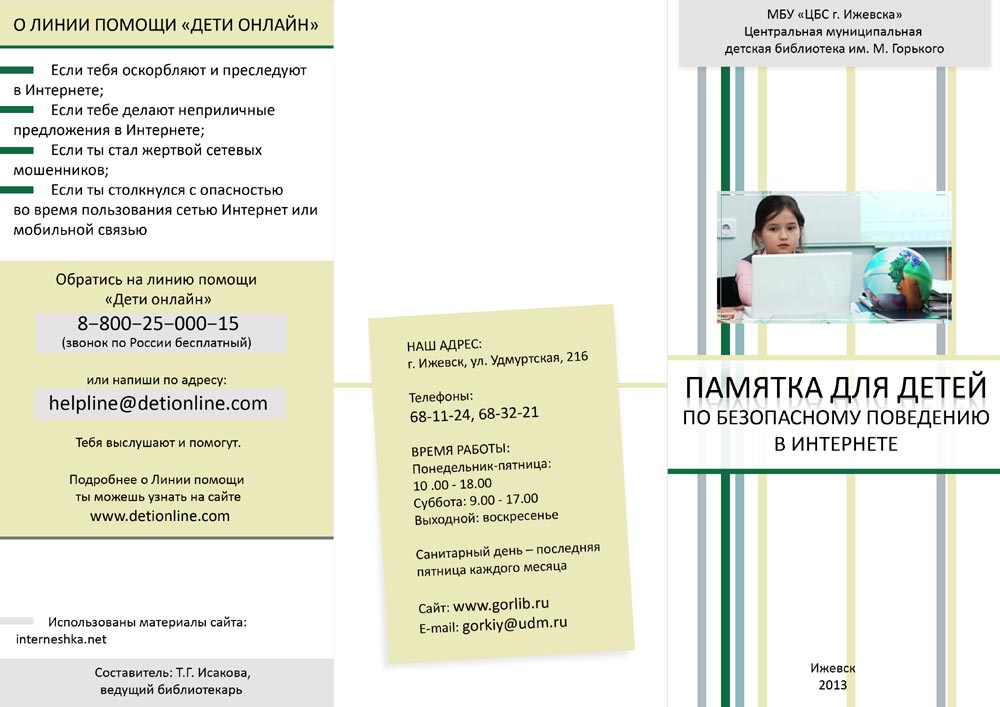 О ЛИНИИ ПОМОЩИ «ДЕТИ ОНЛАЙН»
Если тебя оскорбляют и преследуют
в Интернете;
Если тебе делают неприличные
предложения в Интернете;
Если ты стал жертвой сетевых
мошенников;
Если ты столкнулся с опасностью
во время пользования сетью Интернет или
мобильной связью
Обратись на линию помощи
«Дети онлайн»
8–800–25–000–15
(звонок по России бесплатный)
или напиши по адресу:
helpline@detionline.com
Тебя выслушают и помогут.
Подробнее о Линии помощи
ты можешь узнать на сайте
www.detionline.com
Использованы материалы сайта:
interneshka.net
Составитель: Т.Г. Исакова,
ведущий библиотекарь
НАШ АДРЕС:
г. Ижевск, ул. Удмуртская, 216
Телефоны:
68-11-24, 68-32-21
ВРЕМЯ РАБОТЫ:
Понедельник-пятница:
10 .00 - 18.00
Суббота: 9.00 - 17.00
Выходной: воскресенье
Санитарный день – последняя
пятница каждого месяца
Сайт: www.gorlib.ru
E-mail: gorkiy@udm.ru
МБУ «ЦБС г. Ижевска»
Центральная муниципальная
детская библиотека им. М. Горького
ПАМЯТКА ДЛЯ ДЕТЕЙ
ПО БЕЗОПАСНОМУ ПОВЕДЕНИЮ
В ИНТЕРНЕТЕ
Ижевск
2013